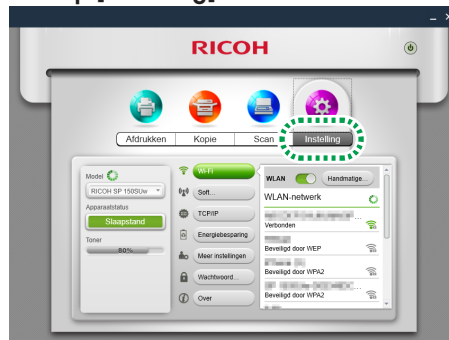 RICOH
Afdrukken Kopie Scan Instelling
Model
RICOH SP 150SUw
Apparaatstatus
Slaapstand
Toner
80%
Wi-Fi
Soft...
TCP/IP
Energiebesparing
Meer instellingen
Wachtwoord...
Over
WLAN Handmatige...
WLAN-netwerk
Verbonden
Beveiligd door WEP
Beveiligd door WPA2
Beveiligd door WPA2